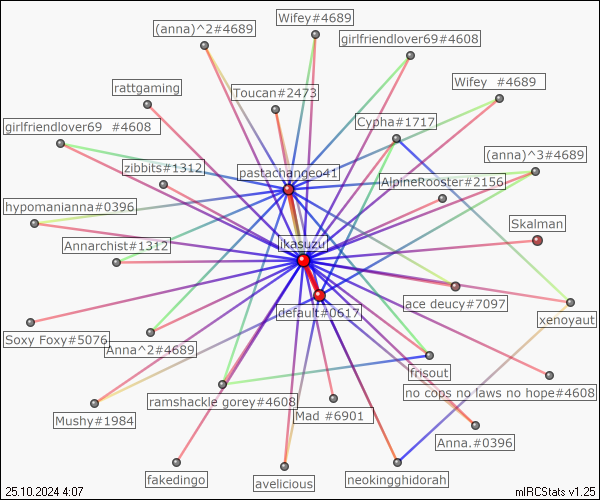 Wifey#4689
(anna)^2#4689
girlfriendlover69#4608
rattgaming
Toucan#2473
Wifey  #4689
girlfriendlover69  #4608
Cypha#1717
(anna)^3#4689
zibbits#1312
pastachangeo41
AlpineRooster#2156
hypomanianna#0396
Skalman
Annarchist#1312
ikasuzu
ace deucy#7097
default#0617
xenoyaut
Soxy Foxy#5076
Anna^2#4689
frisout
no cops no laws no hope#4608
ramshackle gorey#4608
Mad #6901
Mushy#1984
Anna.#0396
fakedingo
avelicious
neokingghidorah
25.10.2024 4:07
mIRCStats v1.25